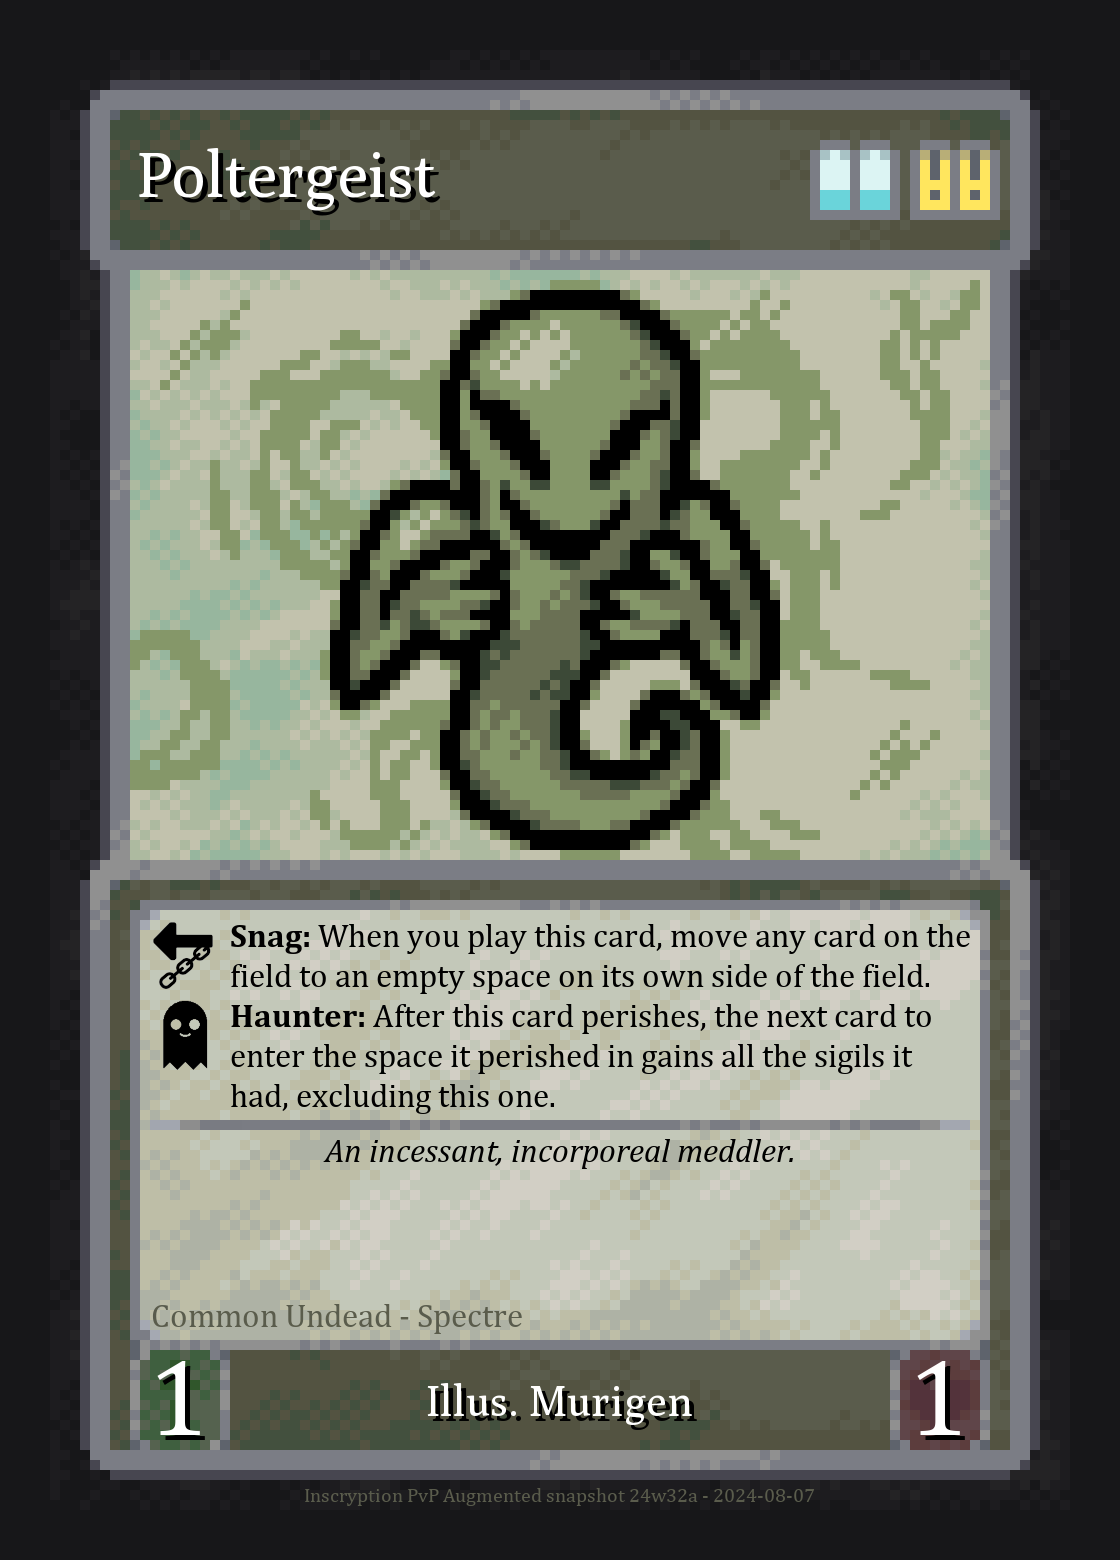 Poltergeist
Snag: When you play this card, move any card on the
field to an empty space on its own side of the field.
Haunter: After this card perishes, the next card to
enter the space it perished in gains all the sigils it
had, excluding this one.
An incessant, incorporeal meddler.
Common Undead - Spectre
1
Illus. Murigen
1
Inscryption PvP Augmented snapshot 24w32a - 2024-08-07